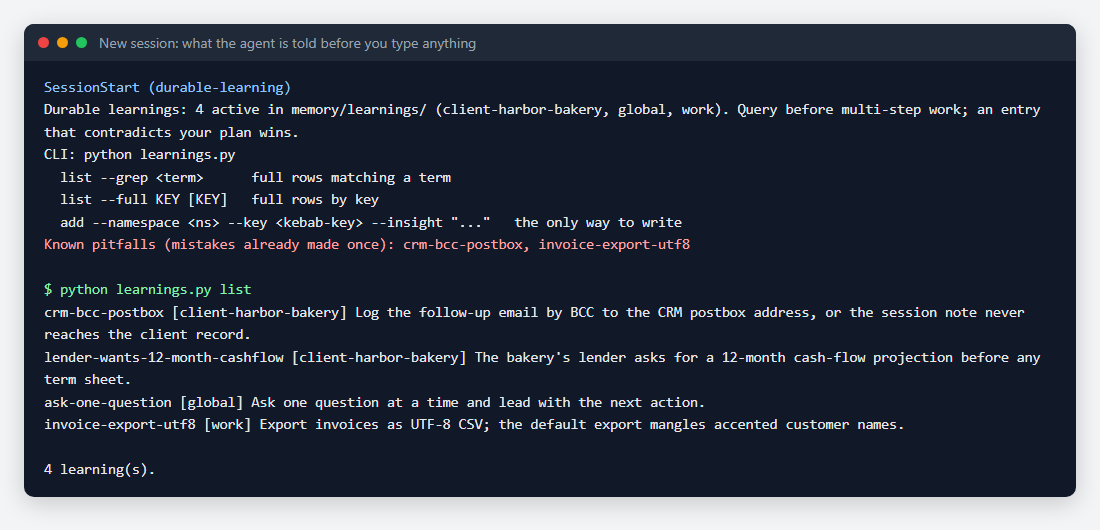 New session: what the agent is told before you type anything
SessionStart (durable-learning)
Durable learnings: 4 active in memory/learnings/ (client-harbor-bakery, global, work). Query before multi-step work; an entry
that contradicts your plan wins.
CLI: python learnings.py
  list --grep <term>      full rows matching a term
  list --full KEY [KEY]   full rows by key
  add --namespace <ns> --key <kebab-key> --insight "..."   the only way to write
Known pitfalls (mistakes already made once): crm-bcc-postbox, invoice-export-utf8
$ python learnings.py list
crm-bcc-postbox [client-harbor-bakery] Log the follow-up email by BCC to the CRM postbox address, or the session note never
reaches the client record.
lender-wants-12-month-cashflow [client-harbor-bakery] The bakery's lender asks for a 12-month cash-flow projection before any
term sheet.
ask-one-question [global] Ask one question at a time and lead with the next action.
invoice-export-utf8 [work] Export invoices as UTF-8 CSV; the default export mangles accented customer names.
4 learning(s).